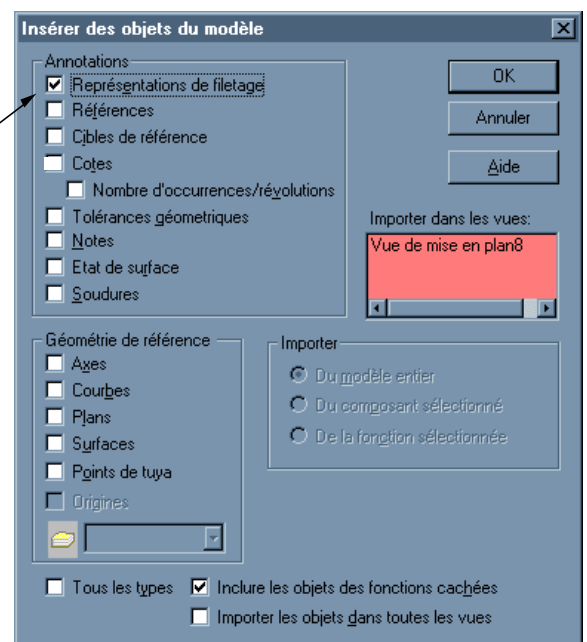 Insérer des objets du modèle
Annotations
Représentations de filetage
Références
Cibles de référence
Cotes
Nombre d'occurrences/révolutions
Tolérances géometriques
Notes
Etat de surface
Soudures
OK
Annuler
Aide
Importer dans les vues:
Vue de mise en plan8
Géométrie de référence
Axes
Courbes
Plans
Surfaces
Points de tuya
Origines
Importer
Du modèle entier
Du composant sélectionné
De la fonction sélectionnée
Tous les types
Inclure les objets des fonctions cachées
Importer les objets dans toutes les vues